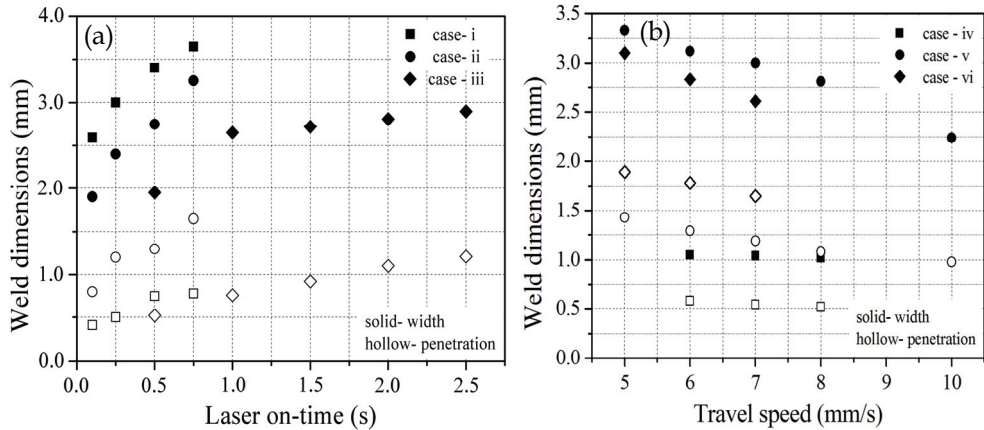 (a)
case- i
case- ii
case - iii
4.0
3.0
2.0
1.0
0.0
Weld dimensions (mm)
solid- width
hollow- penetration
0.0 0.5 1.0 1.5 2.0 2.5
Laser on-time (s)
(b)
case - iv
case - v
case - vi
3.5
3.0
2.5
2.0
1.5
1.0
0.5
0.0
Weld dimensions (mm)
solid- width
hollow- penetration
5 6 7 8 9 10
Travel speed (mm/s)